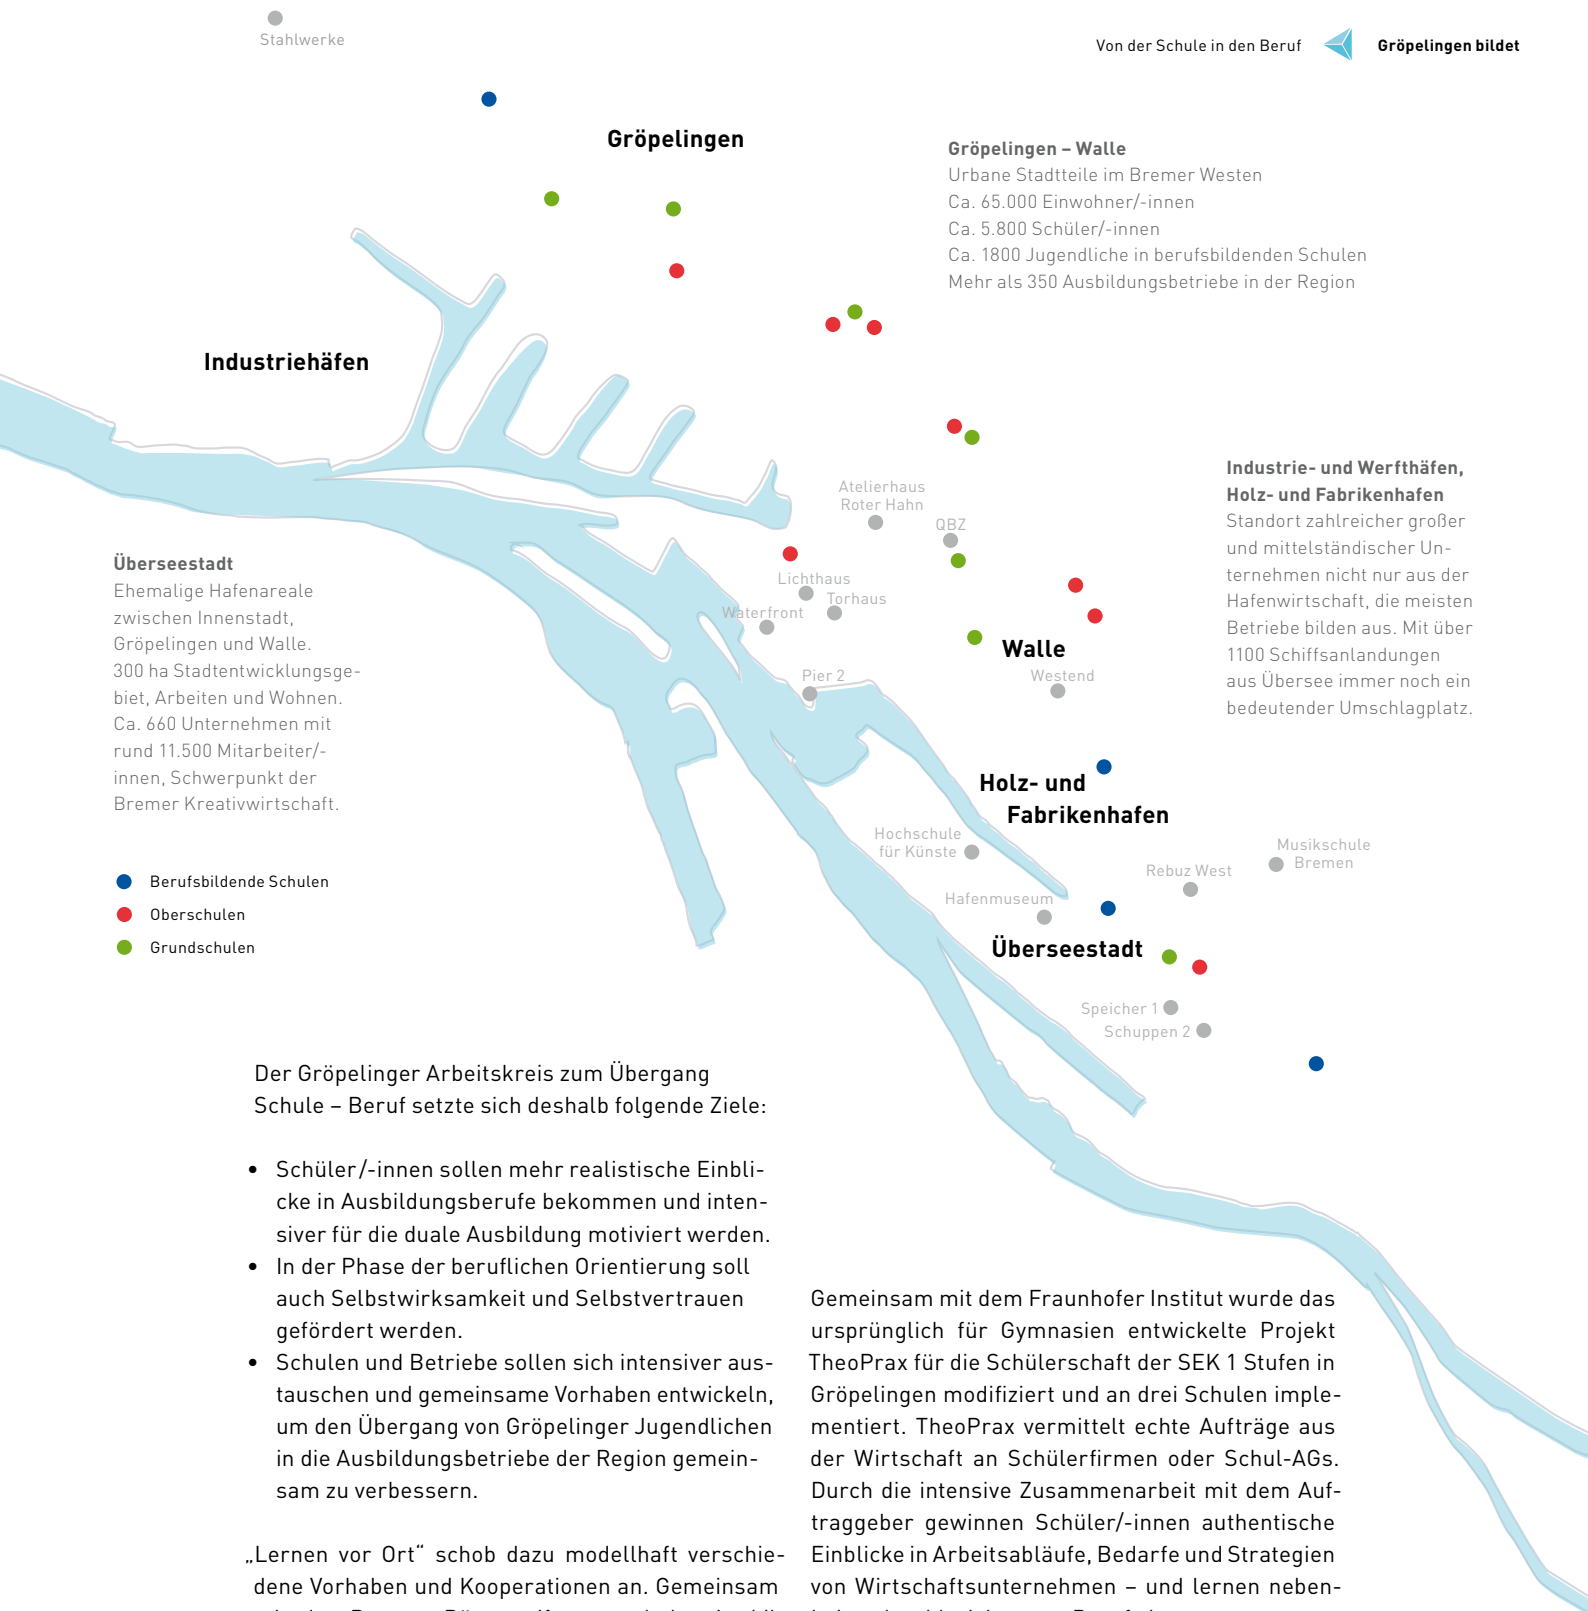 Stahlwerke
Von der Schule in den Beruf
Gröpelingen bildet
Gröpelingen
Gröpelingen – Walle
Urbane Stadtteile im Bremer Westen
Ca. 65.000 Einwohner/-innen
Ca. 5.800 Schüler/-innen
Ca. 1800 Jugendliche in berufsbildenden Schulen
Mehr als 350 Ausbildungsbetriebe in der Region
Industriehäfen
Industrie- und Werfthäfen,
Holz- und Fabrikenhafen
Standort zahlreicher großer
und mittelständischer Un-
ternehmen nicht nur aus der
Hafenwirtschaft, die meisten
Betriebe bilden aus. Mit über
1100 Schiffsanlandungen
aus Übersee immer noch ein
bedeutender Umschlagplatz.
Atelierhaus
Roter Hahn
QBZ
Lichthaus
Torhaus
Waterfront
Pier 2
Walle
Westend
Überseestadt
Ehemalige Hafenareale
zwischen Innenstadt,
Gröpelingen und Walle.
300 ha Stadtentwicklungsge-
biet, Arbeiten und Wohnen.
Ca. 660 Unternehmen mit
rund 11.500 Mitarbeiter/-
innen, Schwerpunkt der
Bremer Kreativwirtschaft.
Holz- und
Fabrikenhafen
Hochschule
für Künste
Musikschule
Bremen
Rebuz West
Hafenmuseum
Überseestadt
Speicher 1
Schuppen 2
Berufsbildende Schulen
Oberschulen
Grundschulen
Der Gröpelinger Arbeitskreis zum Übergang
Schule – Beruf setzte sich deshalb folgende Ziele:
• Schüler/-innen sollen mehr realistische Einbli-
cke in Ausbildungsberufe bekommen und inten-
siver für die duale Ausbildung motiviert werden.
• In der Phase der beruflichen Orientierung soll
auch Selbstwirksamkeit und Selbstvertrauen
gefördert werden.
• Schulen und Betriebe sollen sich intensiver aus-
tauschen und gemeinsame Vorhaben entwickeln,
um den Übergang von Gröpelinger Jugendlichen
in die Ausbildungsbetriebe der Region gemein-
sam zu verbessern.
„Lernen vor Ort“ schob dazu modellhaft verschie-
dene Vorhaben und Kooperationen an. Gemeinsam
Gemeinsam mit dem Fraunhofer Institut wurde das
ursprünglich für Gymnasien entwickelte Projekt
TheoPrax für die Schülerschaft der SEK 1 Stufen in
Gröpelingen modifiziert und an drei Schulen imple-
mentiert. TheoPrax vermittelt echte Aufträge aus
der Wirtschaft an Schülerfirmen oder Schul-AGs.
Durch die intensive Zusammenarbeit mit dem Auf-
traggeber gewinnen Schüler/-innen authentische
Einblicke in Arbeitsabläufe, Bedarfe und Strategien
von Wirtschaftsunternehmen – und lernen neben-